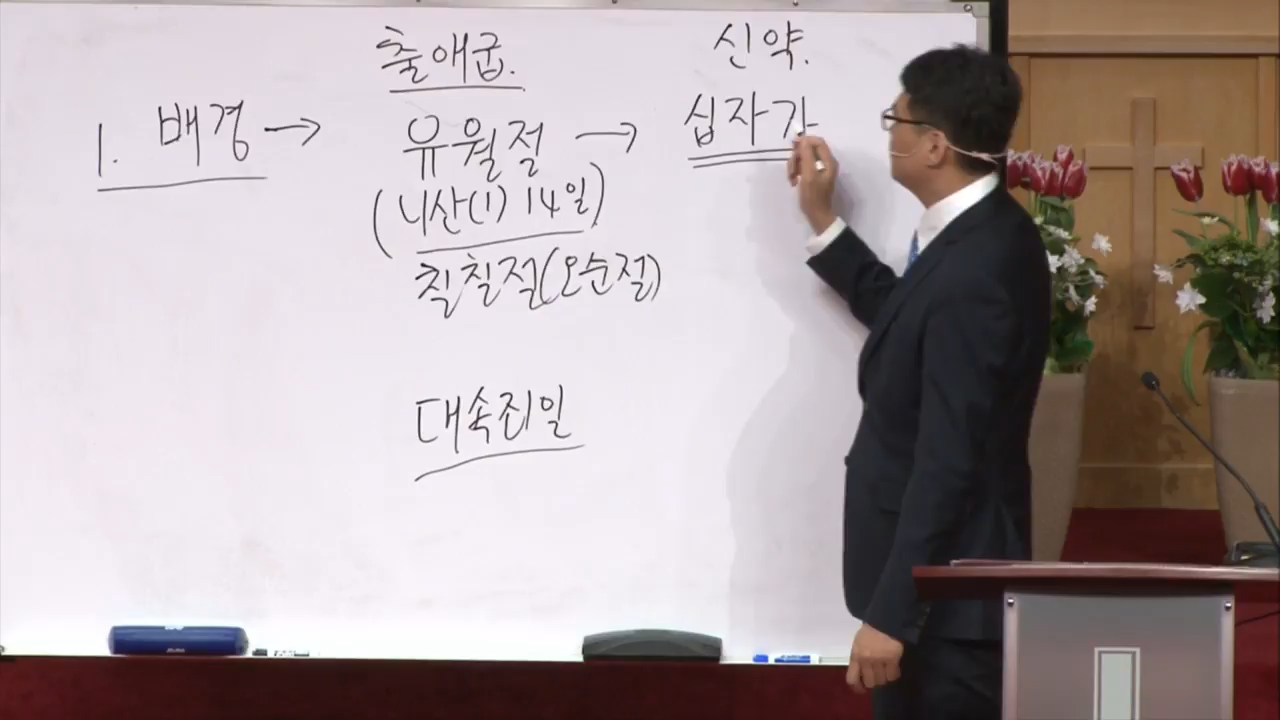 출애굽. 신약.
1. 배경 → 유월절 → 십자가
(니산(1) 14일)
칠칠절(오순절)
대속죄일